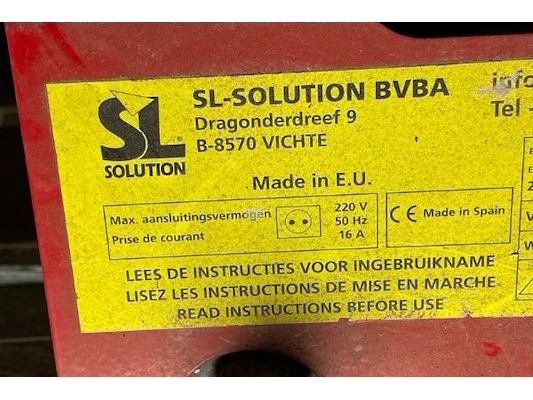 SL
®
SOLUTION
SL-SOLUTION BVBA
Dragonderdreef 9
B-8570 VICHTE
Tel
Made in E.U.
Max. aansluitingsvermogen
Prise de courant
220 V
50 Hz
16 A
CE Made in Spain
LEES DE INSTRUCTIES VOOR INGEBRUIKNAME
LISEZ LES INSTRUCTIONS DE MISE EN MARCHE
READ INSTRUCTIONS BEFORE USE